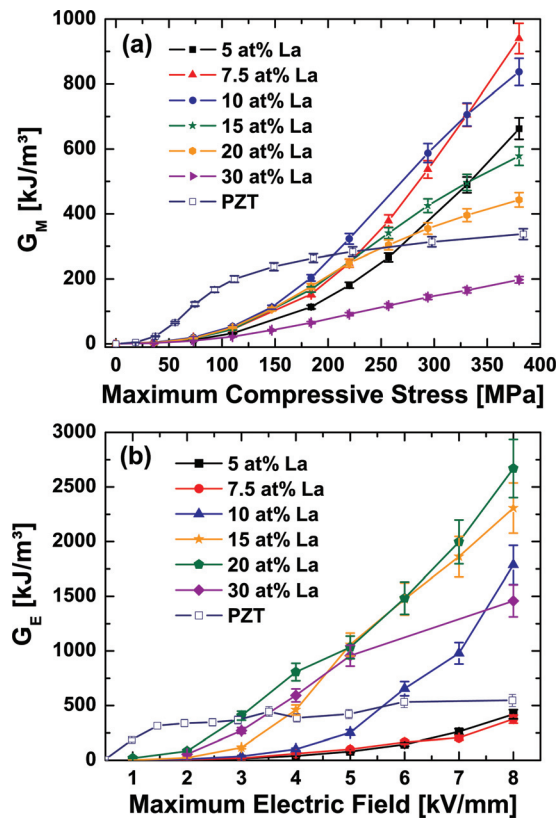 (a)
5 at% La
7.5 at% La
10 at% La
15 at% La
20 at% La
30 at% La
PZT
G_M [kJ/m³]
1000
800
600
400
200
0
0 50 100 150 200 250 300 350 400
Maximum Compressive Stress [MPa]
(b)
5 at% La
7.5 at% La
10 at% La
15 at% La
20 at% La
30 at% La
PZT
G_E [kJ/m³]
3000
2500
2000
1500
1000
500
0
1 2 3 4 5 6 7 8
Maximum Electric Field [kV/mm]